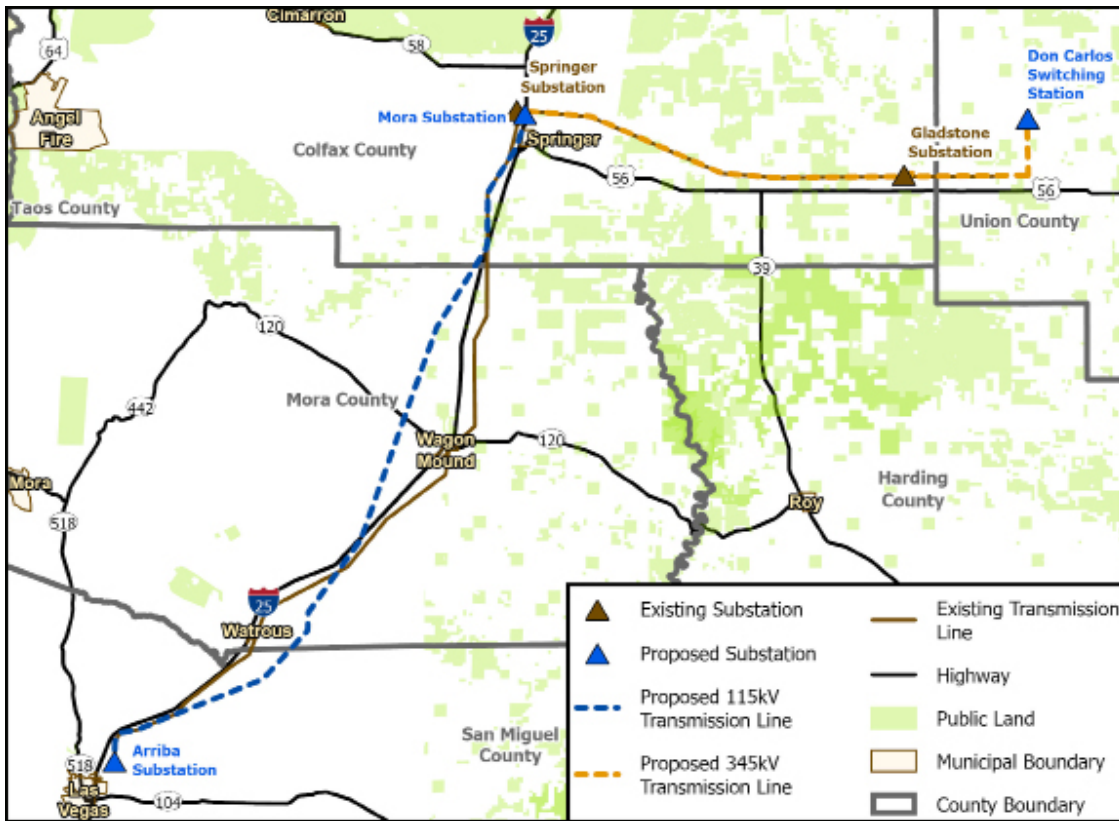 Cimarron
64
58
25
Springer
Substation
Don Carlos
Switching
Station
Angel
Fire
Mora Substation
Springer
Colfax County
Gladstone
Substation
56
56
Taos County
Union County
39
120
Mora County
442
Wagon
Mound
120
Mora
Harding
County
Roy
518
25
Watrous
Arriba
Substation
San Miguel
County
518
Las
Vegas
104
Existing Substation
Proposed Substation
Proposed 115kV
Transmission Line
Proposed 345kV
Transmission Line
Existing Transmission
Line
Highway
Public Land
Municipal Boundary
County Boundary